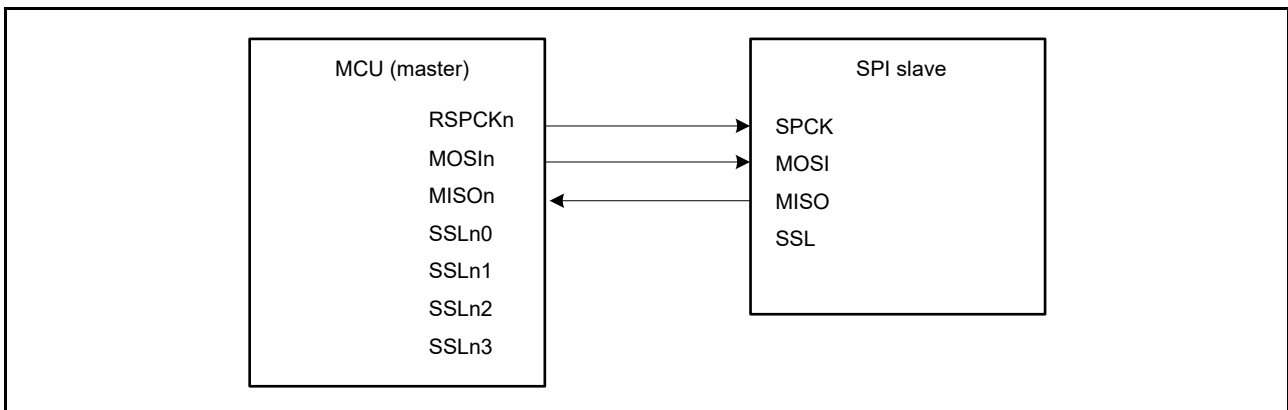 MCU (master)
RSPCKn
MOSIn
MISOn
SSLn0
SSLn1
SSLn2
SSLn3
SPI slave
SPCK
MOSI
MISO
SSL